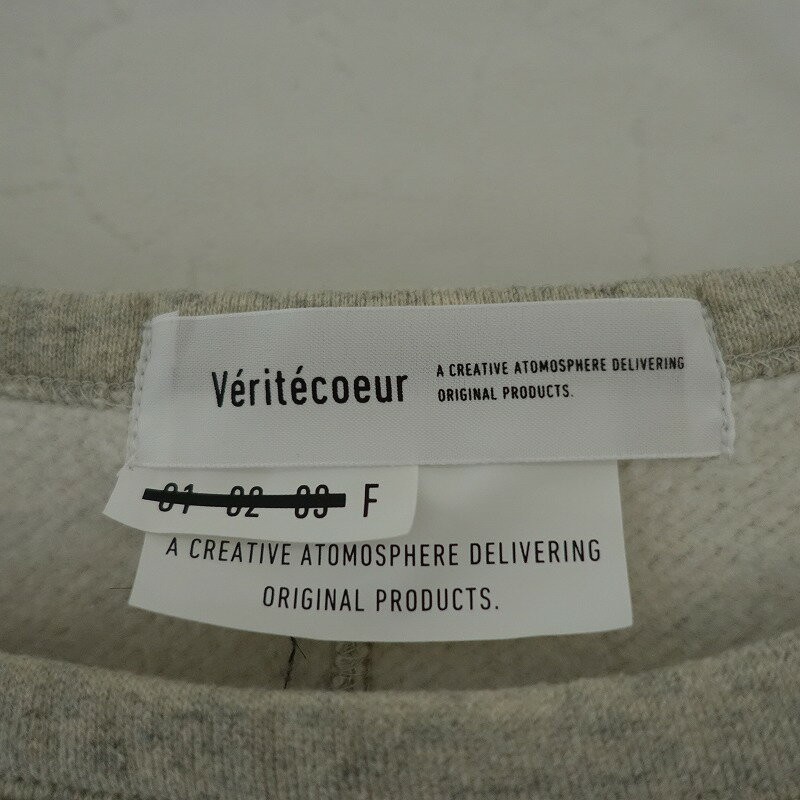 Véritécoeur
A CREATIVE ATOMOSPHERE DELIVERING
ORIGINAL PRODUCTS.
01 02 03 F
A CREATIVE ATOMOSPHERE DELIVERING
ORIGINAL PRODUCTS.